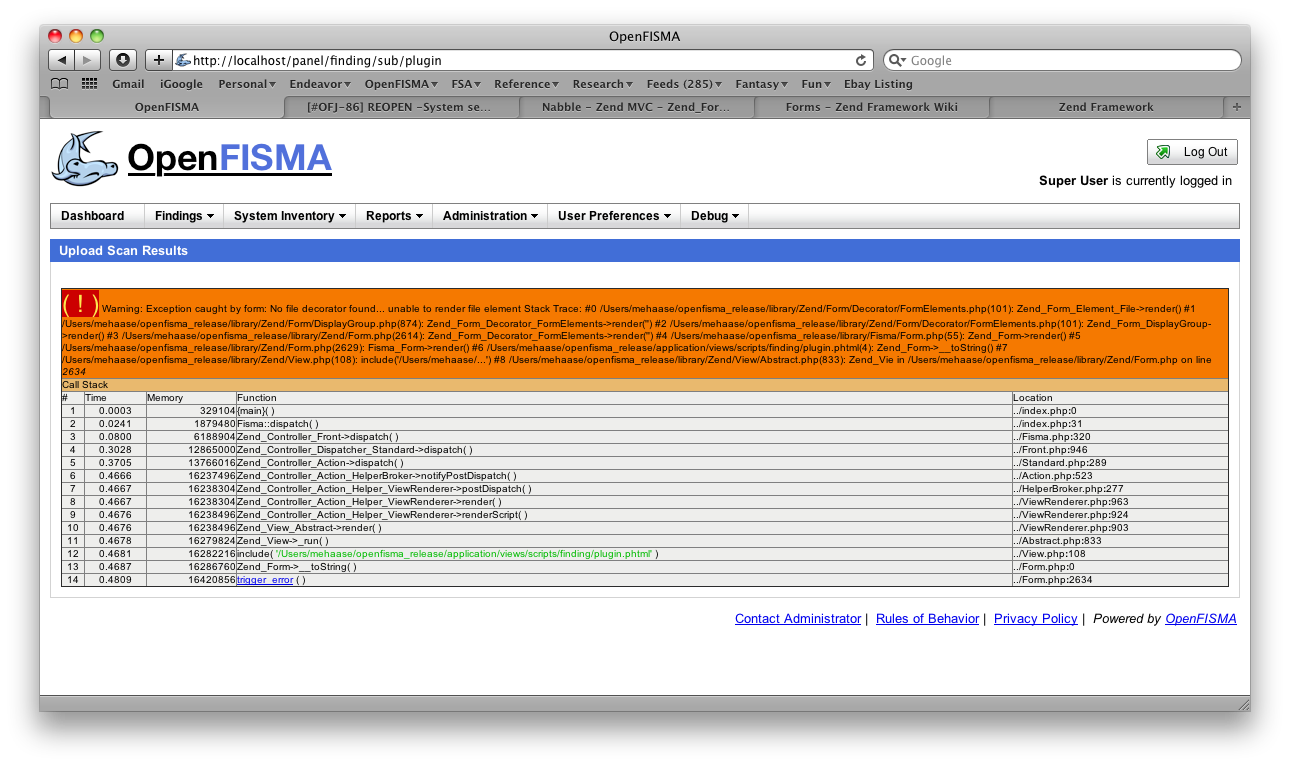 OpenFISMA
http://localhost/panel/finding/sub/plugin
Google
Gmail iGoogle Personal Endeavor OpenFISMA FSA Reference Research Feeds (285) Fantasy Fun Ebay Listing
OpenFISMA [#OFJ-86] REOPEN -System se... Nabble - Zend MVC - Zend_For... Forms - Zend Framework Wiki Zend Framework +
OpenFISMA
Log Out
Super User is currently logged in
Dashboard Findings System Inventory Reports Administration User Preferences Debug
Upload Scan Results
( ! ) Warning: Exception caught by form: No file decorator found... unable to render file element Stack Trace: #0 /Users/mehaase/openfisma_release/library/Zend/Form/Decorator/FormElements.php(101): Zend_Form_Element_File->render() #1
/Users/mehaase/openfisma_release/library/Zend/Form/DisplayGroup.php(874): Zend_Form_Decorator_FormElements->render('') #2 /Users/mehaase/openfisma_release/library/Zend/Form/Decorator/FormElements.php(101): Zend_Form_DisplayGroup-
>render() #3 /Users/mehaase/openfisma_release/library/Zend/Form.php(2614): Zend_Form_Decorator_FormElements->render('') #4 /Users/mehaase/openfisma_release/library/Fisma/Form.php(55): Zend_Form->render() #5
/Users/mehaase/openfisma_release/library/Zend/Form.php(2629): Fisma_Form->render() #6 /Users/mehaase/openfisma_release/application/views/scripts/finding/plugin.phtml(4): Zend_Form->__toString() #7
/Users/mehaase/openfisma_release/library/Zend/View.php(108): include('/Users/mehaase/...') #8 /Users/mehaase/openfisma_release/library/Zend/View/Abstract.php(833): Zend_Vie in /Users/mehaase/openfisma_release/library/Zend/Form.php on line
2634
Call Stack
# Time Memory Function Location
1 0.0003 329104 {main}( ) ../index.php:0
2 0.0241 1879480 Fisma::dispatch( ) ../index.php:31
3 0.0800 6188904 Zend_Controller_Front->dispatch( ) ../Fisma.php:320
4 0.3028 12865000 Zend_Controller_Dispatcher_Standard->dispatch( ) ../Front.php:946
5 0.3705 13766016 Zend_Controller_Action->dispatch( ) ../Standard.php:289
6 0.4666 16237496 Zend_Controller_Action_HelperBroker->notifyPostDispatch( ) ../Action.php:523
7 0.4667 16238304 Zend_Controller_Action_Helper_ViewRenderer->postDispatch( ) ../HelperBroker.php:277
8 0.4667 16238304 Zend_Controller_Action_Helper_ViewRenderer->render( ) ../ViewRenderer.php:963
9 0.4676 16238496 Zend_Controller_Action_Helper_ViewRenderer->renderScript( ) ../ViewRenderer.php:924
10 0.4676 16238496 Zend_View_Abstract->render( ) ../ViewRenderer.php:903
11 0.4678 16279824 Zend_View->_run( ) ../Abstract.php:833
12 0.4681 16282216 include( '/Users/mehaase/openfisma_release/application/views/scripts/finding/plugin.phtml' ) ../View.php:108
13 0.4687 16286760 Zend_Form->__toString( ) ../Form.php:0
14 0.4809 16420856 trigger_error ( ) ../Form.php:2634
Contact Administrator | Rules of Behavior | Privacy Policy | Powered by OpenFISMA